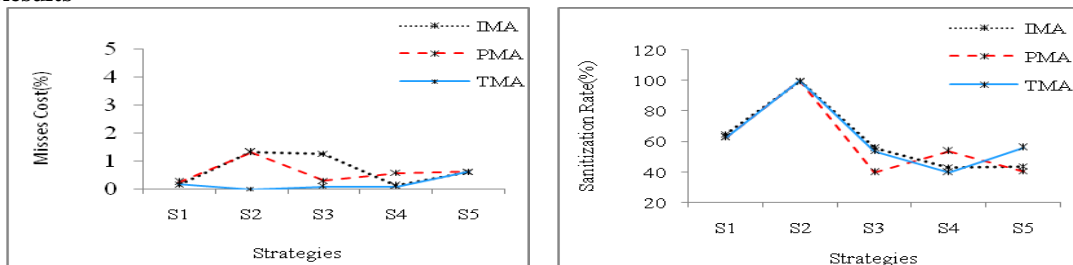 IMA
PMA
TMA
Misses Cost(%)
5
4
3
2
1
0
S1 S2 S3 S4 S5
Strategies
IMA
PMA
TMA
Sanitization Rate(%)
120
100
80
60
40
20
S1 S2 S3 S4 S5
Strategies